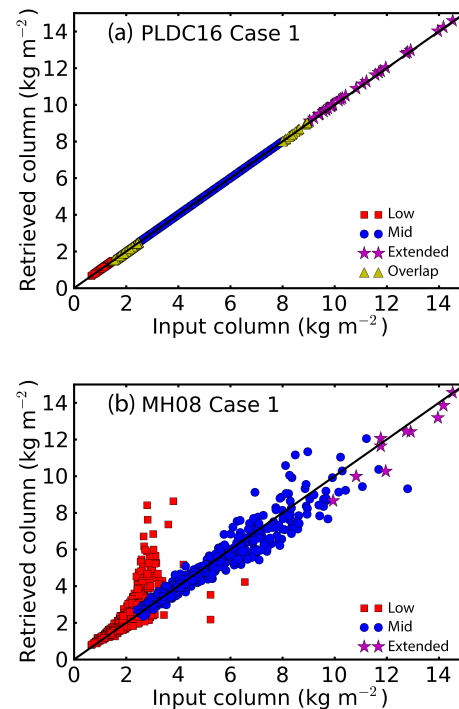 (a) PLDC16 Case 1
Retrieved column (kg m⁻²)
14
12
10
8
6
4
2
0
0 2 4 6 8 10 12 14
Input column (kg m⁻²)
Low
Mid
Extended
Overlap
(b) MH08 Case 1
Retrieved column (kg m⁻²)
14
12
10
8
6
4
2
0
0 2 4 6 8 10 12 14
Input column (kg m⁻²)
Low
Mid
Extended